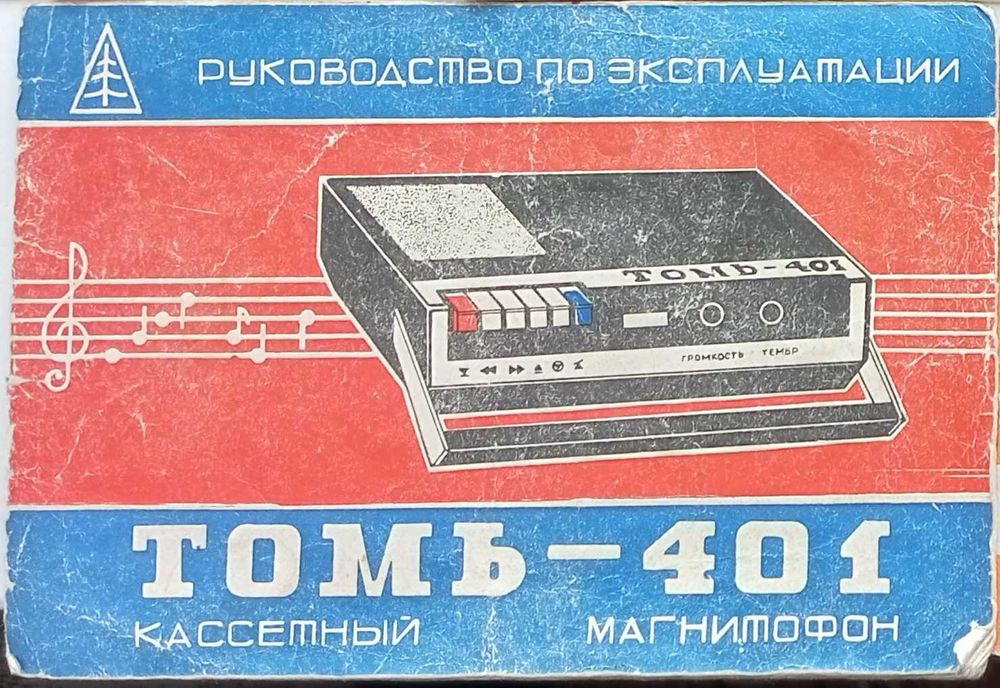 РУКОВОДСТВО ПО ЭКСПЛУАТАЦИИ
ТОМЬ-401
ГРОМКОСТЬ ТЕМБР
ТОМЬ-401
КАССЕТНЫЙ МАГНИТОФОН